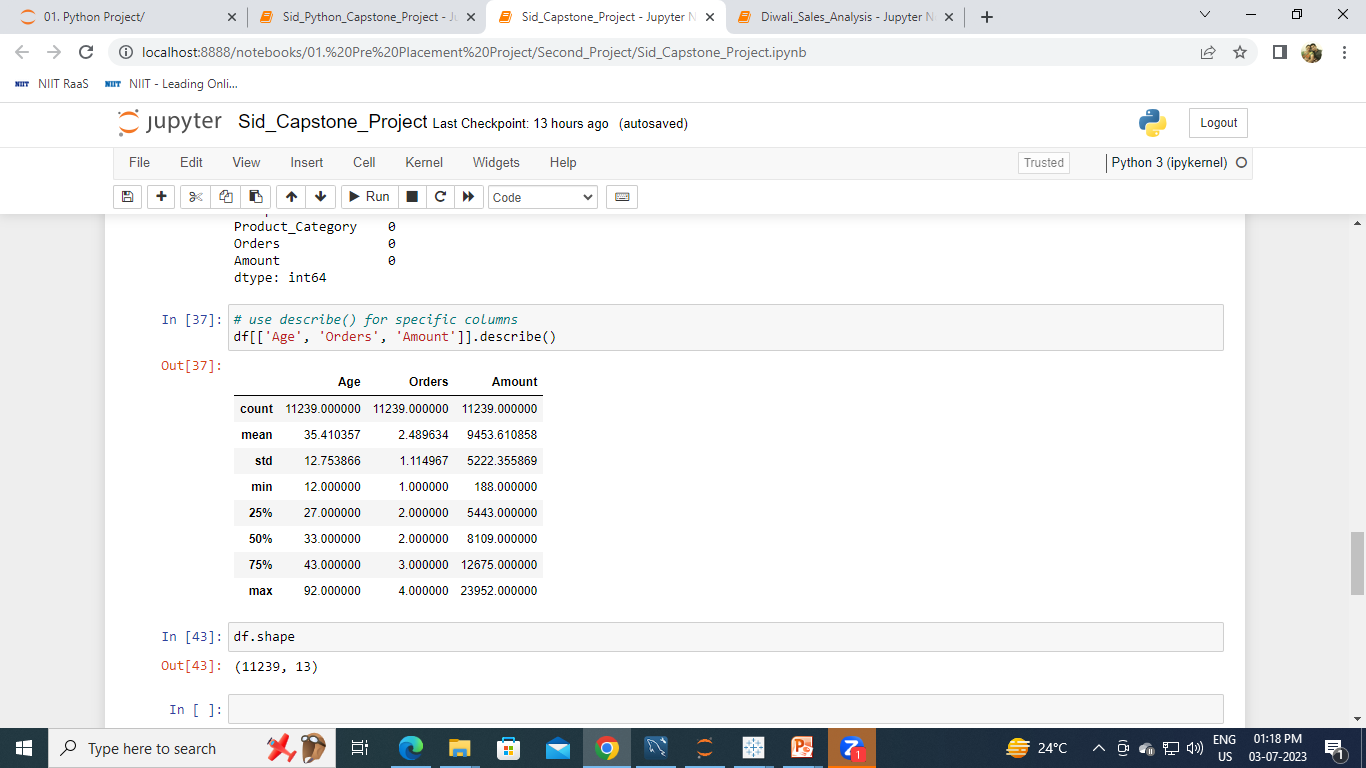 01. Python Project/
Sid_Python_Capstone_Project - Ju
Sid_Capstone_Project - Jupyter N
Diwali_Sales_Analysis - Jupyter N
localhost:8888/notebooks/01.%20Pre%20Placement%20Project/Second_Project/Sid_Capstone_Project.ipynb
NIIT NIIT RaaS NIIT NIIT - Leading Onli...
jupyter Sid_Capstone_Project Last Checkpoint: 13 hours ago (autosaved)
Logout
File Edit View Insert Cell Kernel Widgets Help
Trusted
Python 3 (ipykernel)
Run
Code
Product_Category 0
Orders 0
Amount 0
dtype: int64
In [37]: # use describe() for specific columns
df[['Age', 'Orders', 'Amount']].describe()
Out[37]:
Age Orders Amount
count 11239.000000 11239.000000 11239.000000
mean 35.410357 2.489634 9453.610858
std 12.753866 1.114967 5222.355869
min 12.000000 1.000000 188.000000
25% 27.000000 2.000000 5443.000000
50% 33.000000 2.000000 8109.000000
75% 43.000000 3.000000 12675.000000
max 92.000000 4.000000 23952.000000
In [43]: df.shape
Out[43]: (11239, 13)
In [ ]:
Type here to search
24°C
ENG
US
01:18 PM
03-07-2023
1